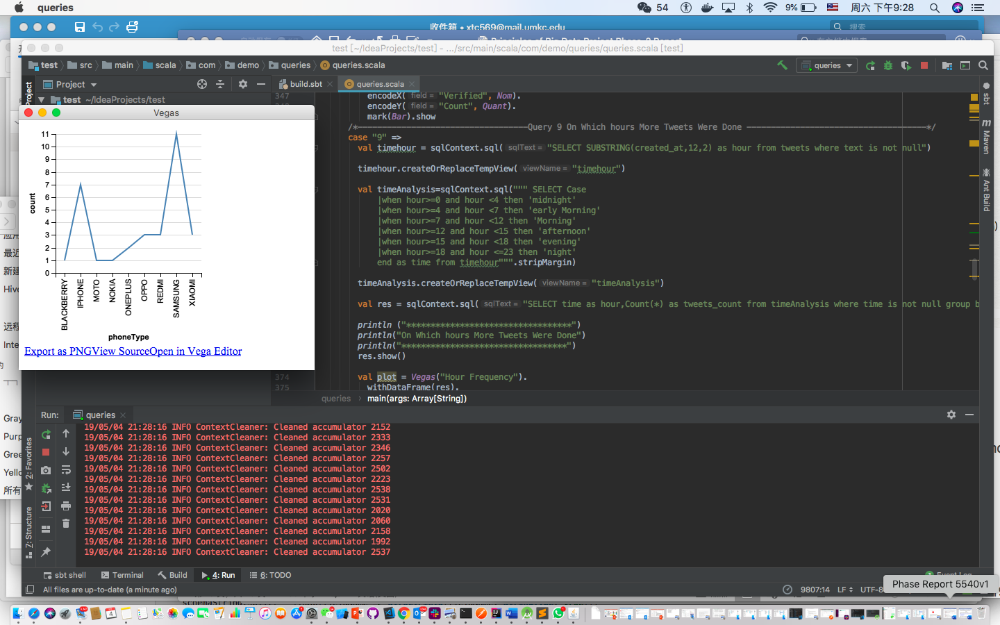 queries
54
9%
周六 下午9:28
收件箱 • xtc569@mail.umkc.edu
搜索
test [~/IdeaProjects/test] - .../src/main/scala/com/demo/queries/queries.scala [test]
test
src
main
scala
com
demo
queries
queries.scala
queries
Project
build.sbt
queries.scala
test ~/IdeaProjects/test
Vegas
11
10
9
8
7
6
5
4
3
2
1
0
count
BLACKBERRY
IPHONE
MOTO
NOKIA
ONEPLUS
OPPO
REDMI
SAMSUNG
XIAOMI
phoneType
Export as PNGView SourceOpen in Vega Editor
347
encodeX( field = "Verified", Nom).
encodeY( field = "Count", Quant).
mark(Bar).show
/*----------------------------------Query 9 On Which hours More Tweets Were Done ------------------------------------*/
case "9" =>
val timehour = sqlContext.sql( sqlText = "SELECT SUBSTRING(created_at,12,2) as hour from tweets where text is not null")
timehour.createOrReplaceTempView( viewName = "timehour")
val timeAnalysis=sqlContext.sql(""" SELECT Case
|when hour>=0 and hour <4 then 'midnight'
|when hour>=4 and hour <7 then 'early Morning'
|when hour>=7 and hour <12 then 'Morning'
|when hour>=12 and hour <15 then 'afternoon'
|when hour>=15 and hour <18 then 'evening'
|when hour>=18 and hour <=23 then 'night'
end as time from timehour""".stripMargin)
timeAnalysis.createOrReplaceTempView( viewName = "timeAnalysis")
val res = sqlContext.sql( sqlText = "SELECT time as hour,Count(*) as tweets_count from timeAnalysis where time is not null group b
println ("**********************************")
println("On Which hours More Tweets Were Done")
println("**********************************")
res.show()
374
val plot = Vegas("Hour Frequency").
375
withDataFrame(res).
queries
main(args: Array[String])
Project
2: Favorites
7: Structure
sbt
Maven
Ant Build
最近
新建
Hive
远程
Inte
Gray
Purp
Gree
Yello
所有
Run:
queries
19/05/04 21:28:16 INFO ContextCleaner: Cleaned accumulator 2152
19/05/04 21:28:16 INFO ContextCleaner: Cleaned accumulator 2333
19/05/04 21:28:16 INFO ContextCleaner: Cleaned accumulator 2346
19/05/04 21:28:16 INFO ContextCleaner: Cleaned accumulator 2257
19/05/04 21:28:16 INFO ContextCleaner: Cleaned accumulator 2502
19/05/04 21:28:16 INFO ContextCleaner: Cleaned accumulator 2223
19/05/04 21:28:16 INFO ContextCleaner: Cleaned accumulator 2538
19/05/04 21:28:16 INFO ContextCleaner: Cleaned accumulator 2531
19/05/04 21:28:16 INFO ContextCleaner: Cleaned accumulator 2020
19/05/04 21:28:16 INFO ContextCleaner: Cleaned accumulator 2060
19/05/04 21:28:16 INFO ContextCleaner: Cleaned accumulator 2158
19/05/04 21:28:16 INFO ContextCleaner: Cleaned accumulator 1992
19/05/04 21:28:16 INFO ContextCleaner: Cleaned accumulator 2537
sbt shell
Terminal
Build
4: Run
6: TODO
Event Log
All files are up-to-date (a minute ago)
9807:14
LF
UTF-8
Phase Report 5540v1